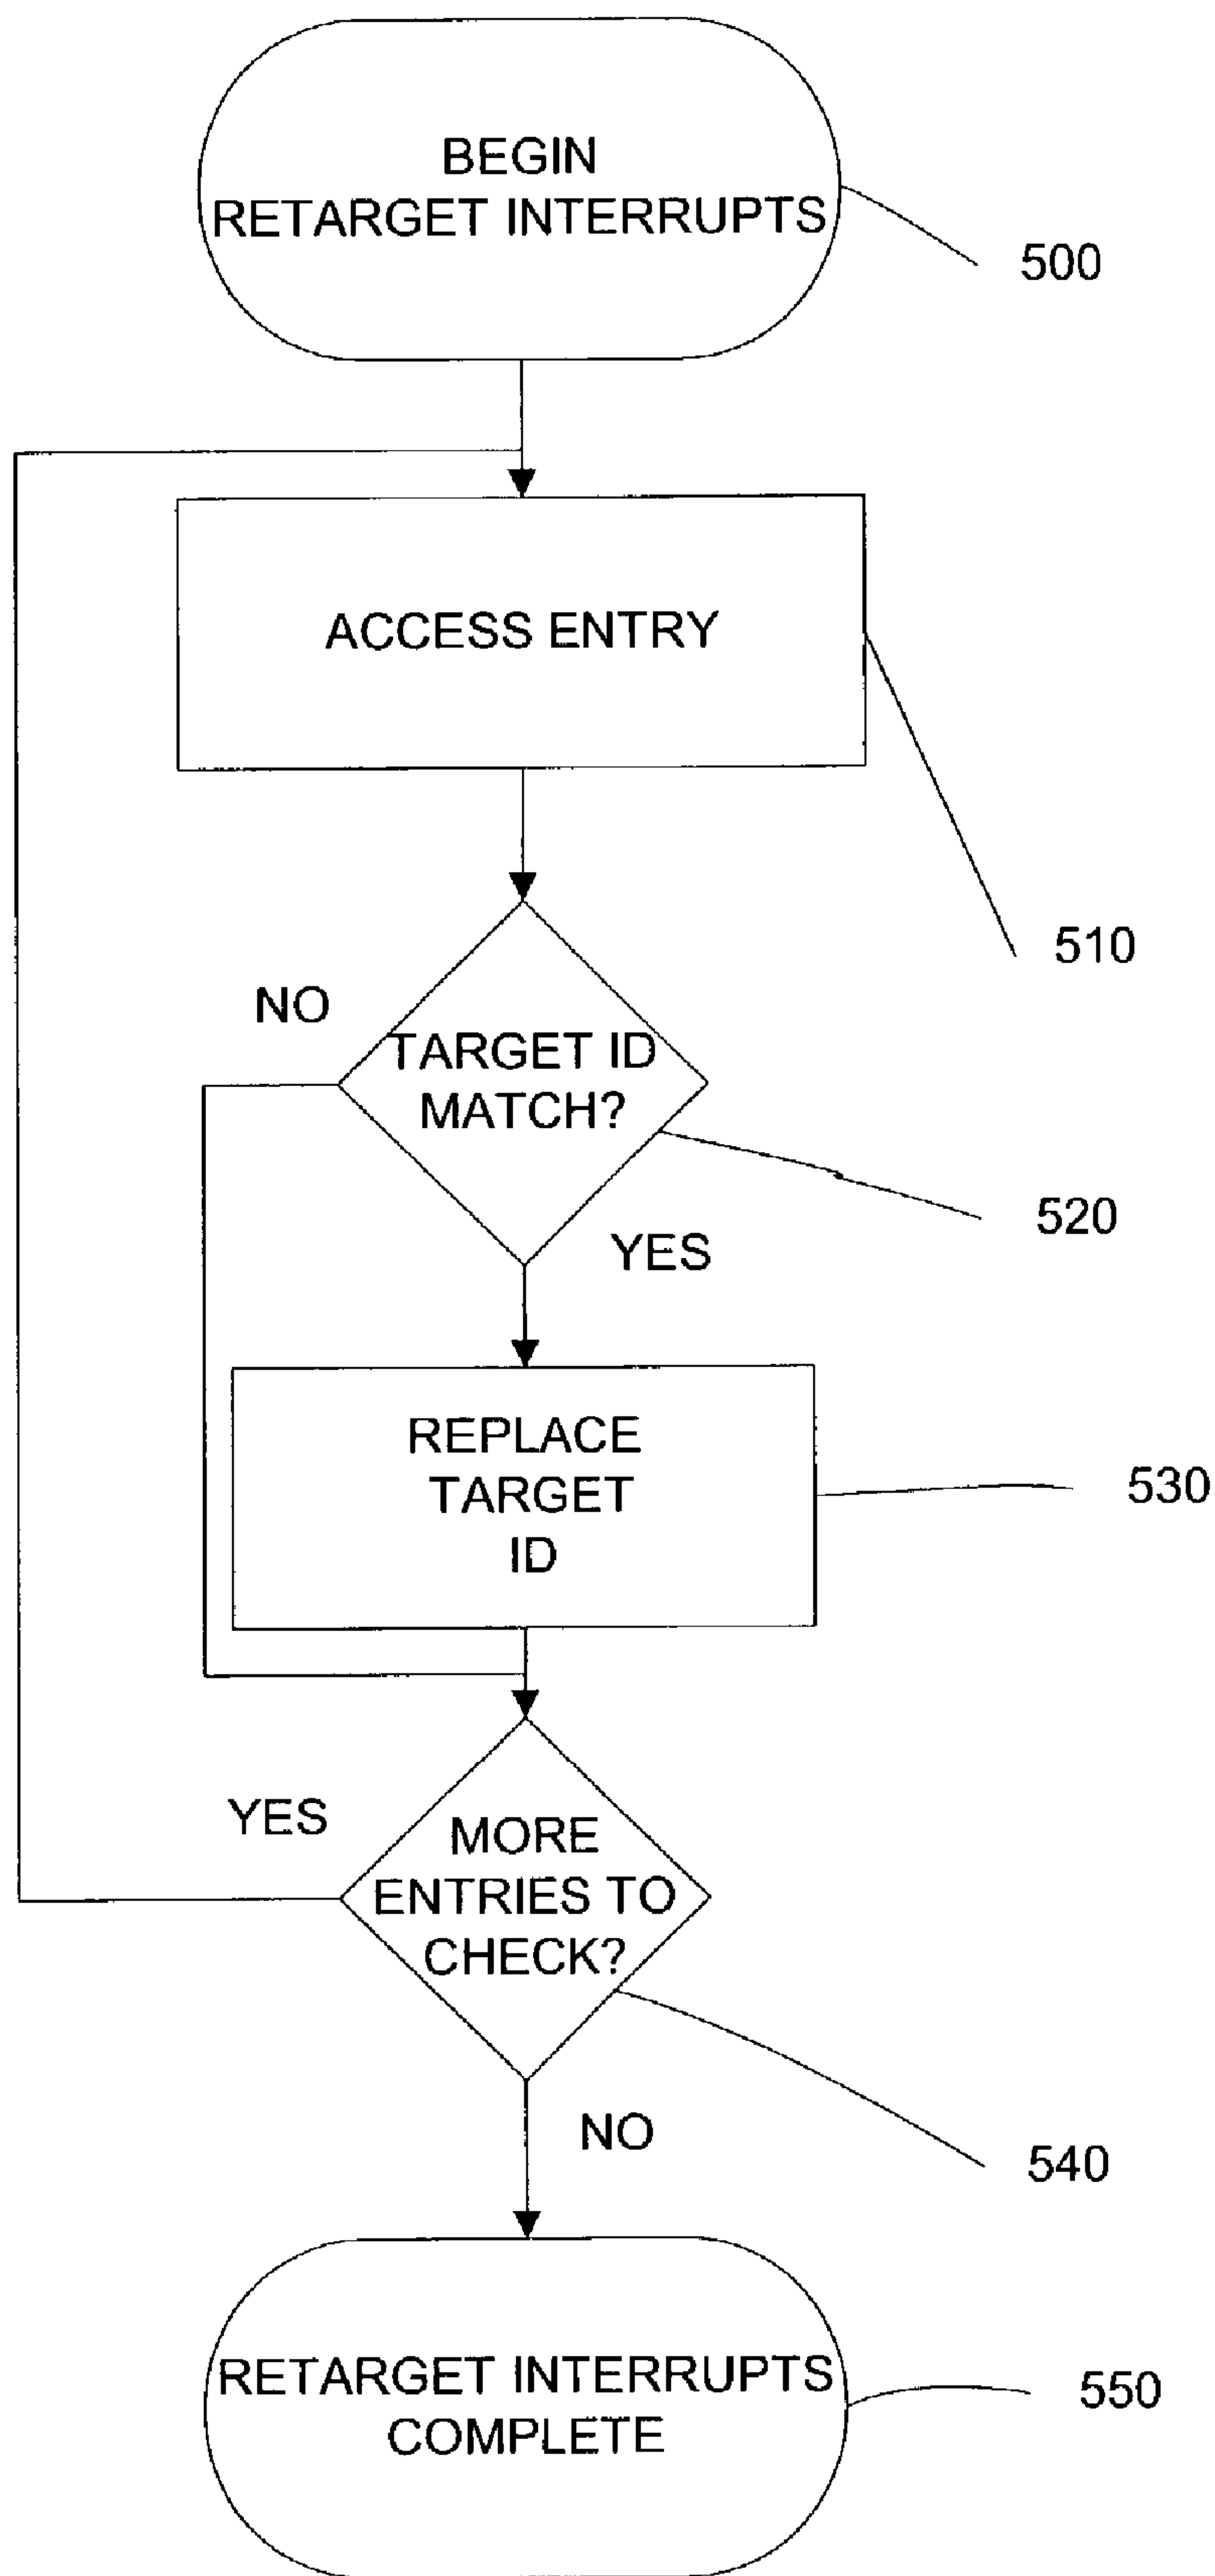 BEGIN
RETARGET INTERRUPTS
500
ACCESS ENTRY
510
NO
TARGET ID
MATCH?
520
YES
REPLACE
TARGET
ID
530
YES
MORE
ENTRIES TO
CHECK?
540
NO
RETARGET INTERRUPTS
COMPLETE
550